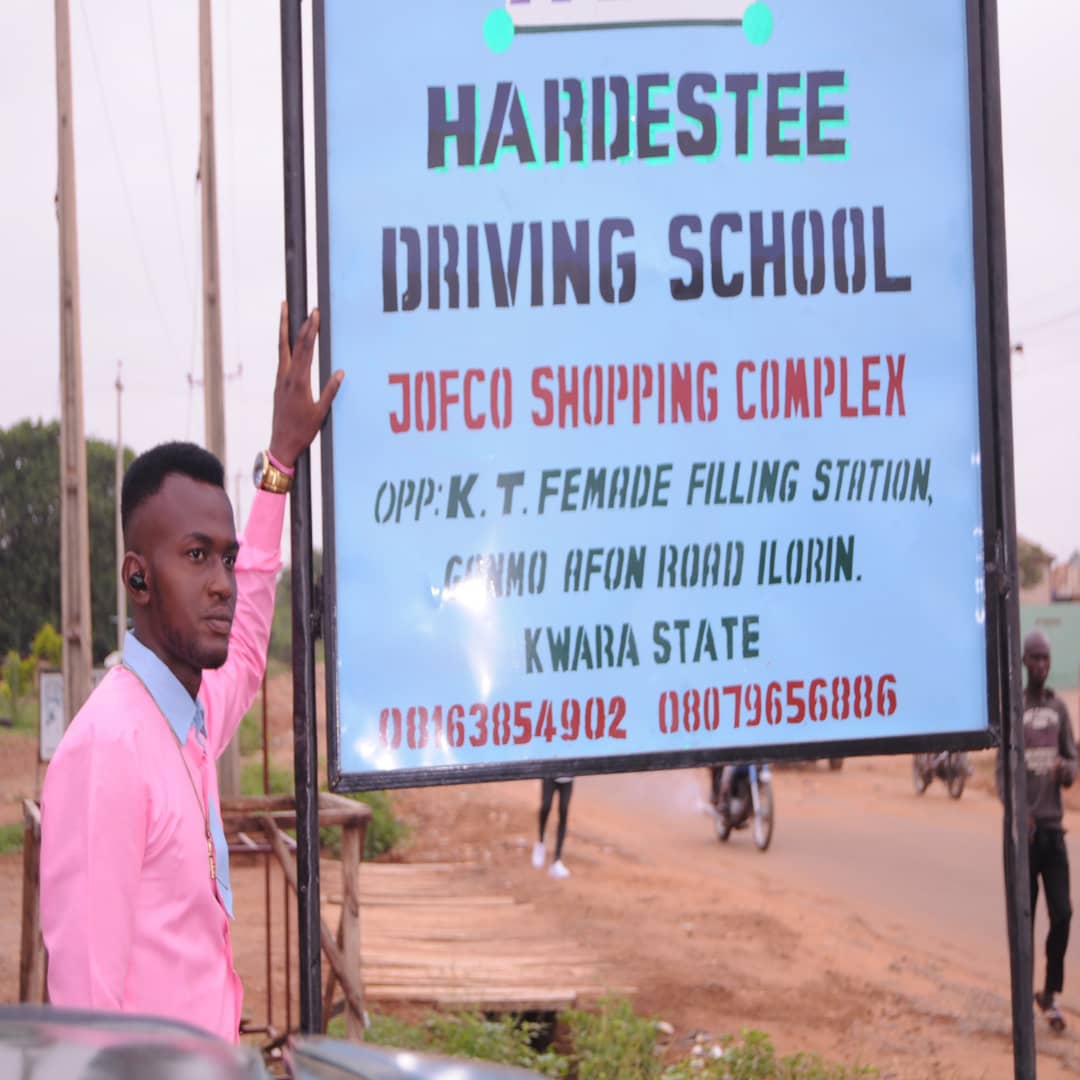 HARDESTEE
DRIVING SCHOOL
JOFCO SHOPPING COMPLEX
OPP: K. T. FEMADE FILLING STATION,
GANMO AFON ROAD ILORIN.
KWARA STATE
08163854902 08079656886